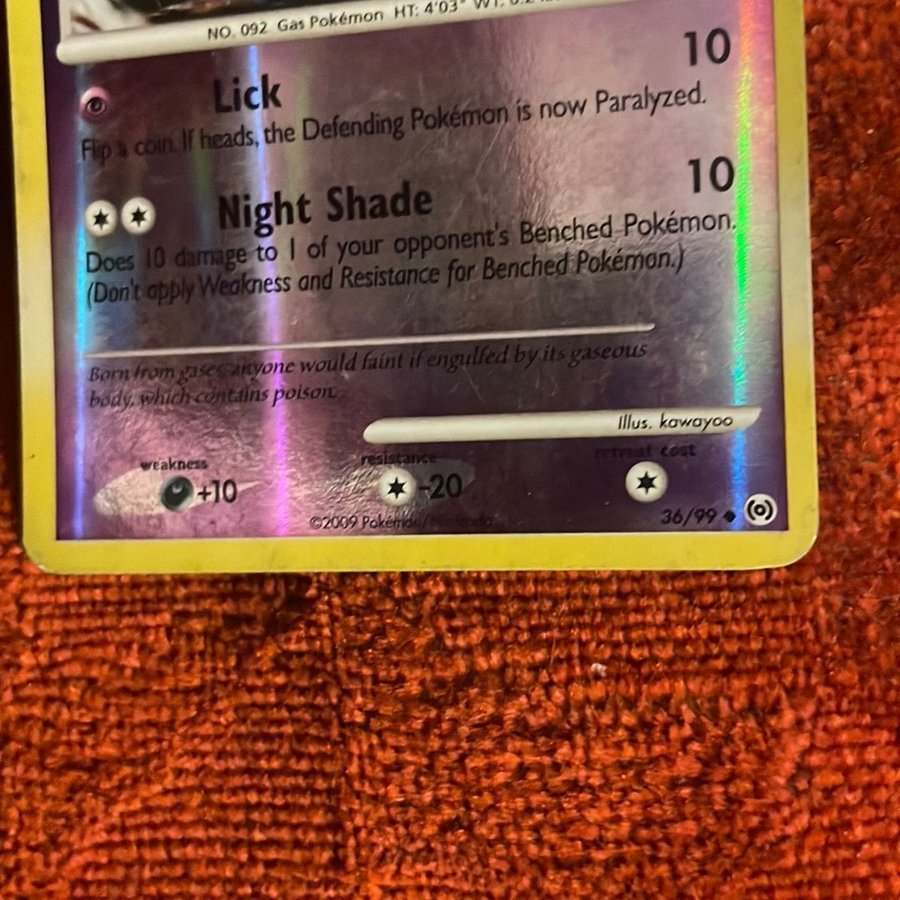 NO. 092 Gas Pokémon HT: 4'03" WT:
Lick 10
Flip a coin. If heads, the Defending Pokémon is now Paralyzed.
Night Shade 10
Does 10 damage to 1 of your opponent's Benched Pokémon.
(Don't apply Weakness and Resistance for Benched Pokémon.)
Born from gases, anyone would faint if engulfed by its gaseous
body, which contains poison.
Illus. kawayoo
weakness resistance retreat cost
+10 -20
©2009 Pokémon/Nintendo 36/99